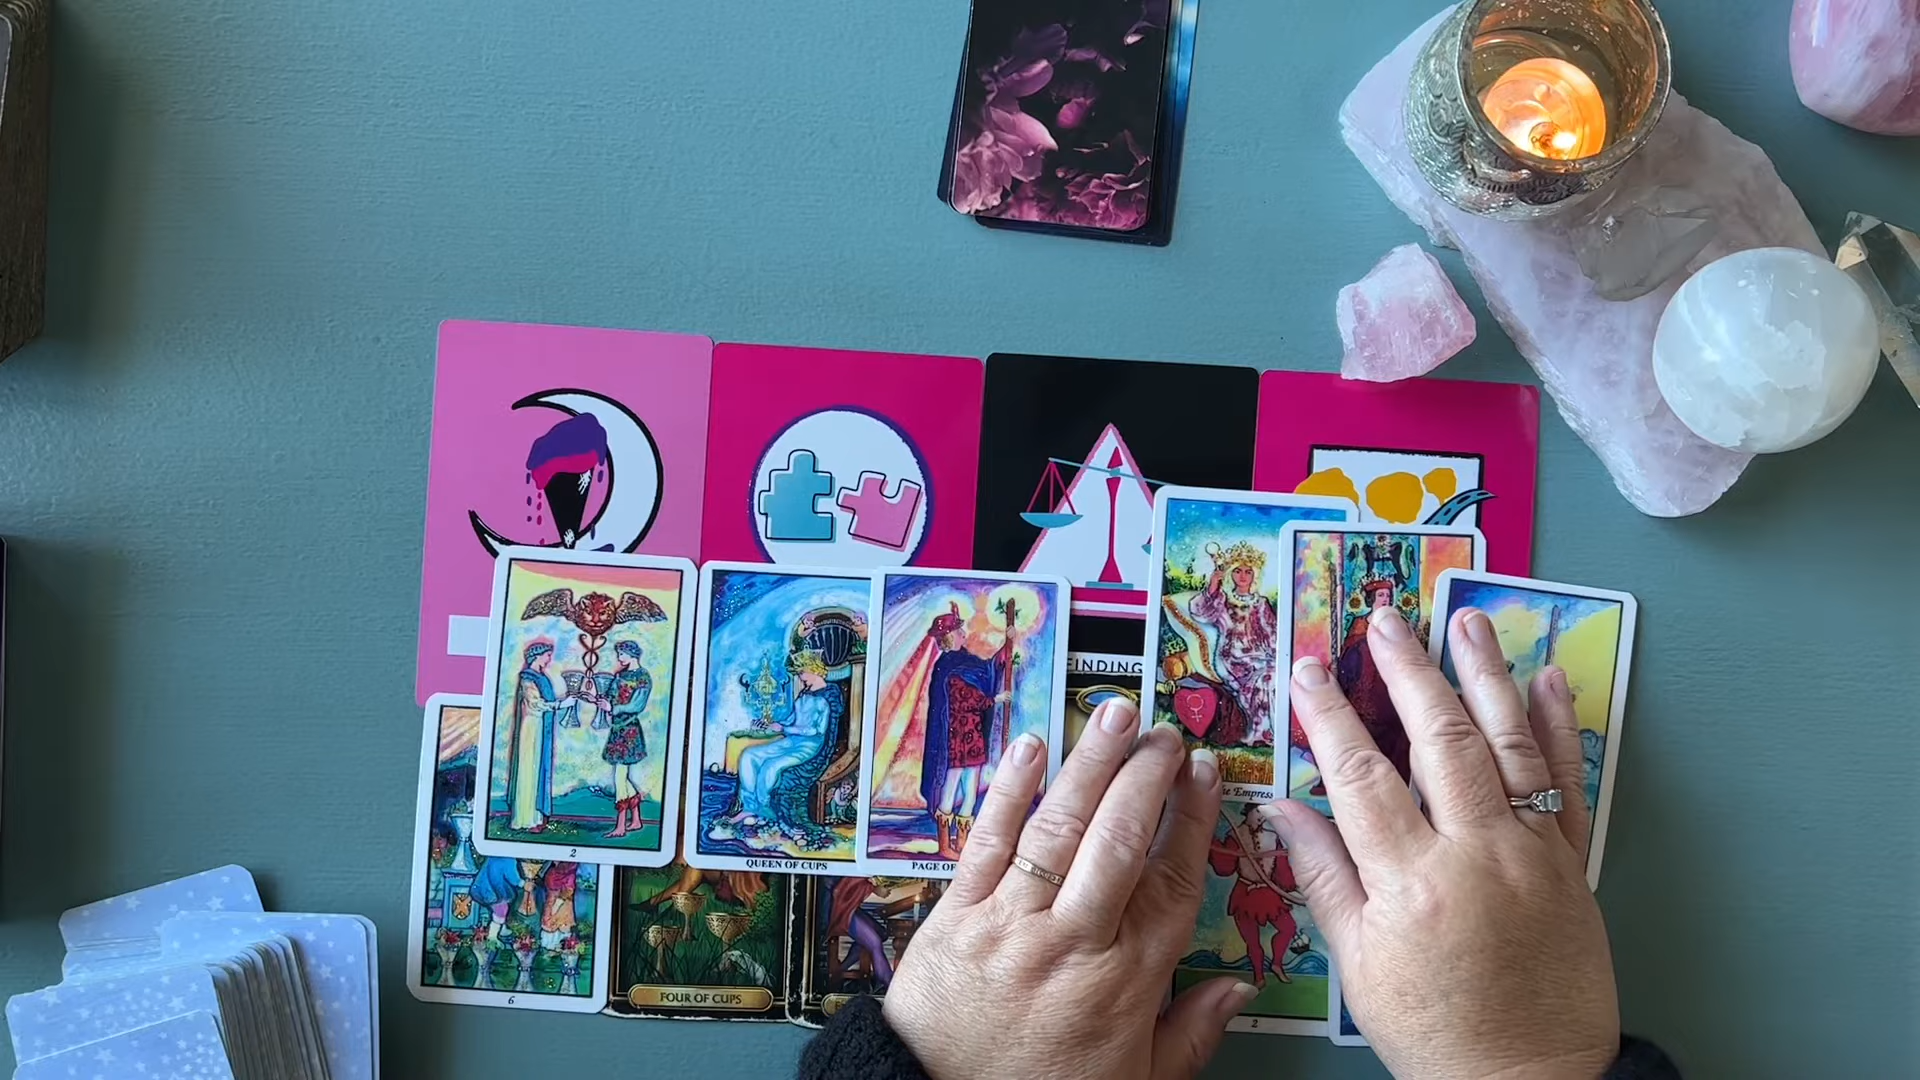 FINDING
The Empress
2
QUEEN OF CUPS
PAGE OF
6
FOUR OF CUPS
2